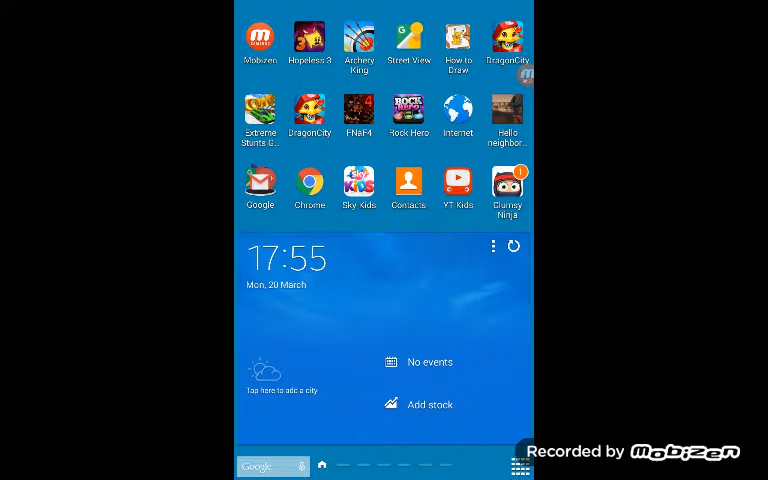 Mobizen
Hopeless 3
Archery King
Street View
How to Draw
DragonCity
Extreme Stunts G..
DragonCity
FNaF4
Rock Hero
Internet
Hello neighbor...
Google
Chrome
Sky Kids
Contacts
YT Kids
Clumsy Ninja
17:55
Mon, 20 March
No events
Tap here to add a city
Add stock
Google
Recorded by mobizen